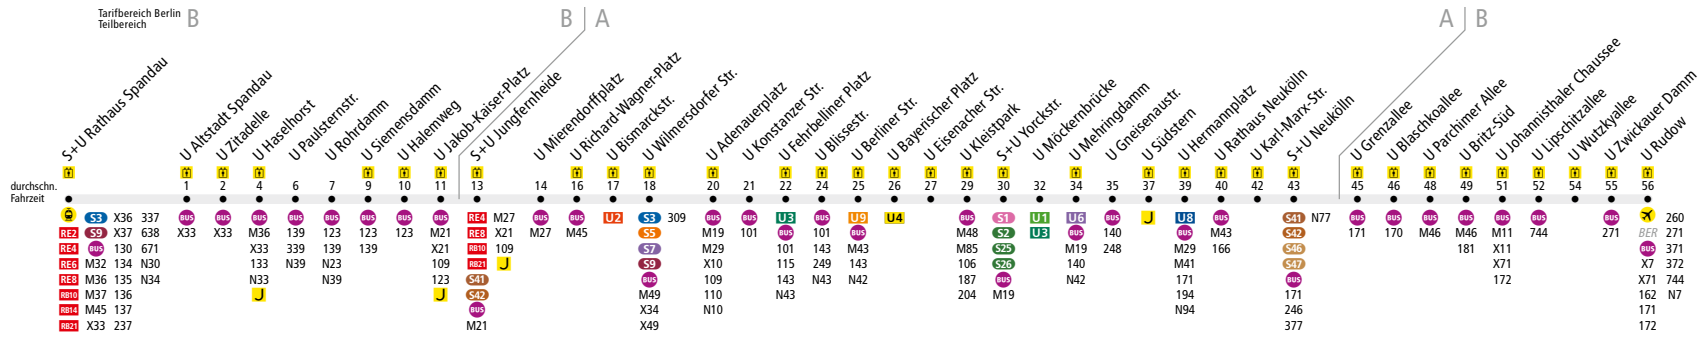 Tarifbereich Berlin
Teilbereich
B
B
A
A
B
S+U Rathaus Spandau
U Altstadt Spandau
U Zitadelle
U Haselhorst
U Paulsternstr.
U Rohrdamm
U Siemensdamm
U Halemweg
U Jakob-Kaiser-Platz
S+U Jungfernheide
U Mierendorffplatz
U Richard-Wagner-Platz
U Bismarckstr.
U Wilmersdorfer Str.
U Adenauerplatz
U Konstanzer Str.
U Fehrbelliner Platz
U Blissestr.
U Berliner Str.
U Bayerischer Platz
U Eisenacher Str.
U Kleistpark
S+U Yorckstr.
U Möckernbrücke
U Mehringdamm
U Gneisenaustr.
U Südstern
U Hermannplatz
U Rathaus Neukölln
U Karl-Marx-Str.
S+U Neukölln
U Grenzallee
U Blaschkoallee
U Parchimer Allee
U Britz-Süd
U Johannisthaler Chaussee
U Lipschitzallee
U Wutzkyallee
U Zwickauer Damm
U Rudow
durchschn.
Fahrzeit
1 2 4 6 7 9 10 11 13 14 16 17 18 20 21 22 24 25 26 27 29 30 32 34 35 37 39 40 42 43 45 46 48 49 51 52 54 55 56
S3 X36 337 BUS BUS BUS BUS BUS BUS BUS BUS RE4 M27 BUS BUS U2 S3 309 BUS BUS U3 BUS U9 U4 BUS S1 U1 U6 BUS U8 BUS S41 N77 BUS BUS BUS BUS BUS BUS BUS 260
RE2 S9 X37 638 X33 X33 M36 139 123 123 123 M21 RE8 X21 M27 M45 S5 M19 101 BUS 101 BUS M48 S2 U3 BUS 140 BUS M43 S42 171 170 M46 M46 M11 744 271 BER 271
RE4 BUS 130 671 X33 339 139 139 X21 RB10 109 S7 M29 101 143 M43 M85 S25 M19 248 M29 166 S46 181 X11 BUS 371
RE6 M32 134 N30 133 N39 N23 109 RB21 S9 X10 115 249 143 106 S26 140 M41 S47 X71 X7 372
RE8 M36 135 N34 N33 N39 123 S41 BUS 109 143 N43 N42 187 BUS N42 171 BUS 172 X71 744
RB10 M37 136 S42 M49 110 N43 204 M19 194 171 162 N7
RB14 M45 137 BUS X34 N10 N94 246 171
RB21 X33 237 M21 X49 377 172